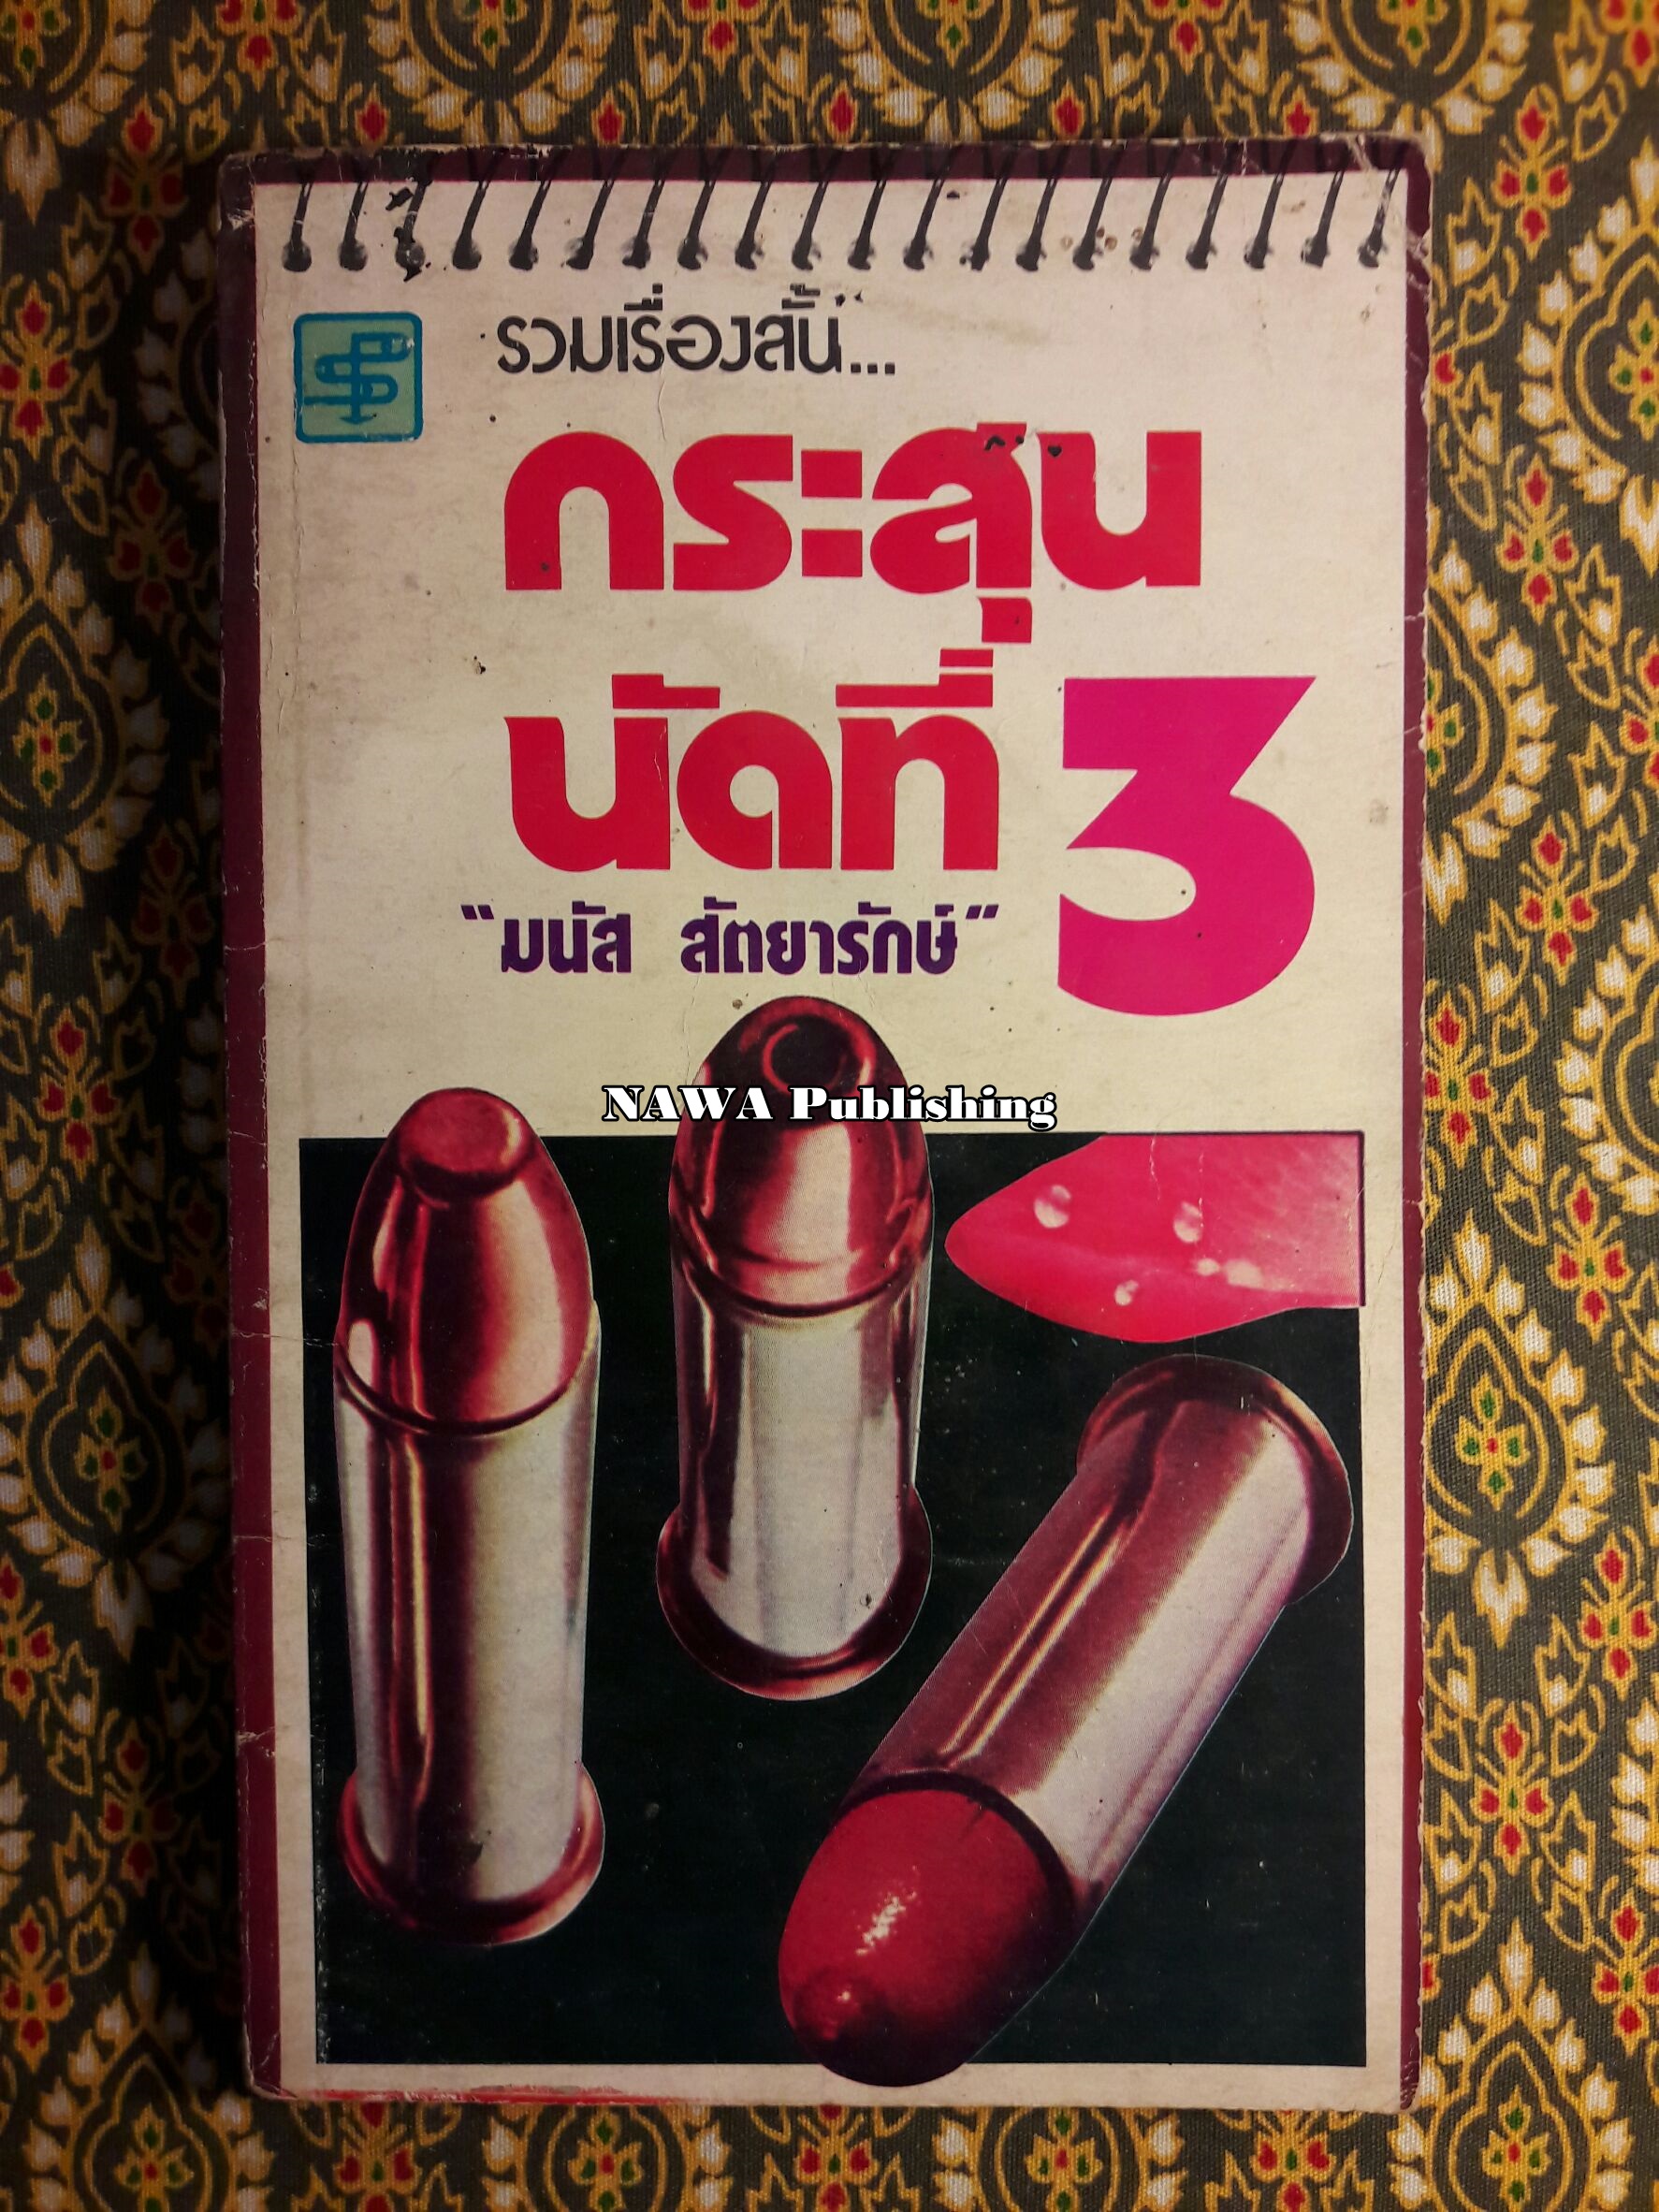 รวมเรื่องสั้น...
กระสุน
นัดที่ 3
"มนัส สัตยารักษ์"
NAWA Publishing